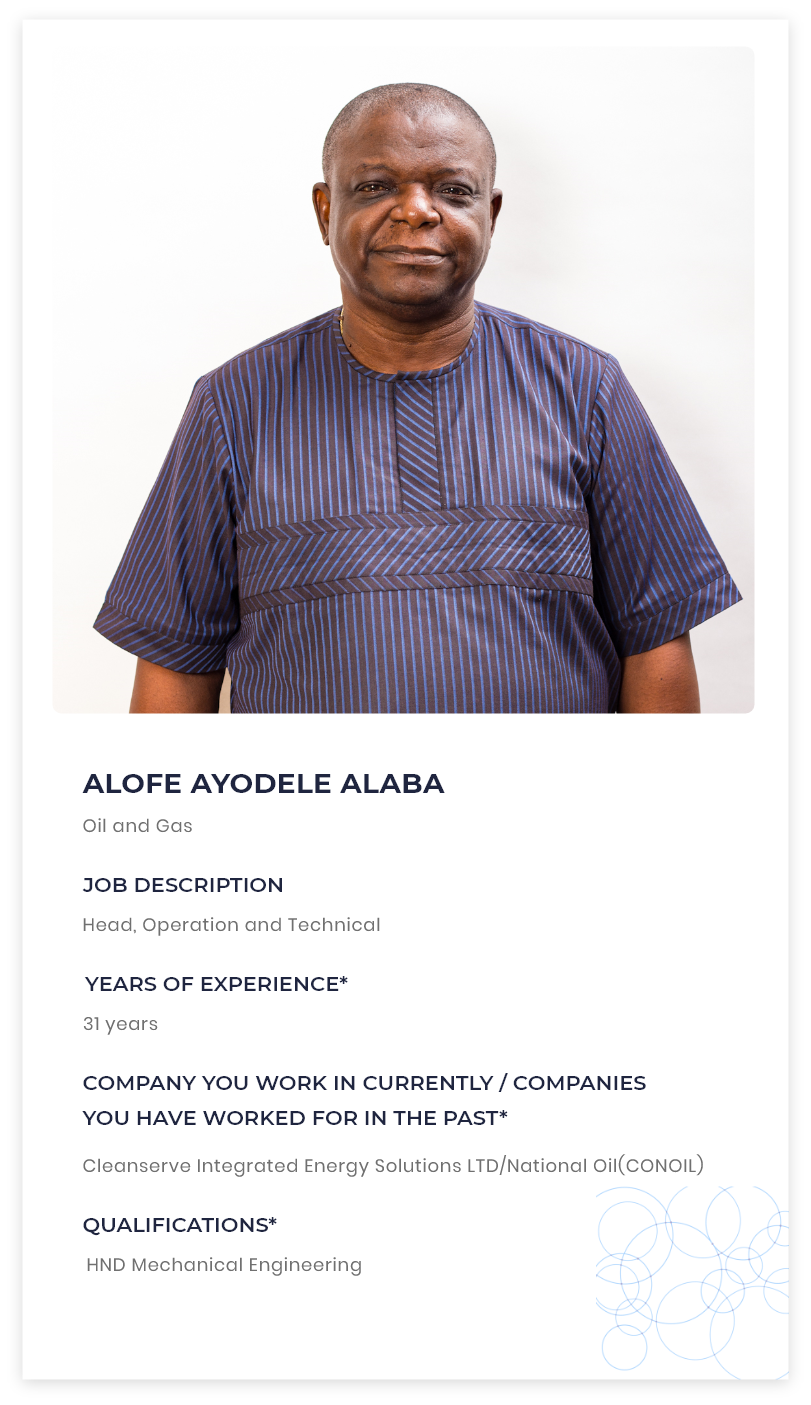 ALOFE AYODELE ALABA
Oil and Gas
JOB DESCRIPTION
Head, Operation and Technical
YEARS OF EXPERIENCE*
31 years
COMPANY YOU WORK IN CURRENTLY / COMPANIES
YOU HAVE WORKED FOR IN THE PAST*
Cleanserve Integrated Energy Solutions LTD/National Oil(CONOIL)
QUALIFICATIONS*
HND Mechanical Engineering